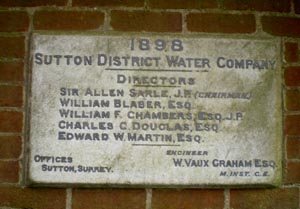 1898
SUTTON DISTRICT WATER COMPANY
DIRECTORS
SIR ALLEN SARLE, J.P. (CHAIRMAN)
WILLIAM BLABER, ESQ.
WILLIAM F. CHAMBERS, ESQ. J.P.
CHARLES C. DOUGLAS, ESQ.
EDWARD W. MARTIN, ESQ.
OFFICES
SUTTON, SURREY.
ENGINEER
W. VAUX GRAHAM ESQ.
M. INST. C.E.